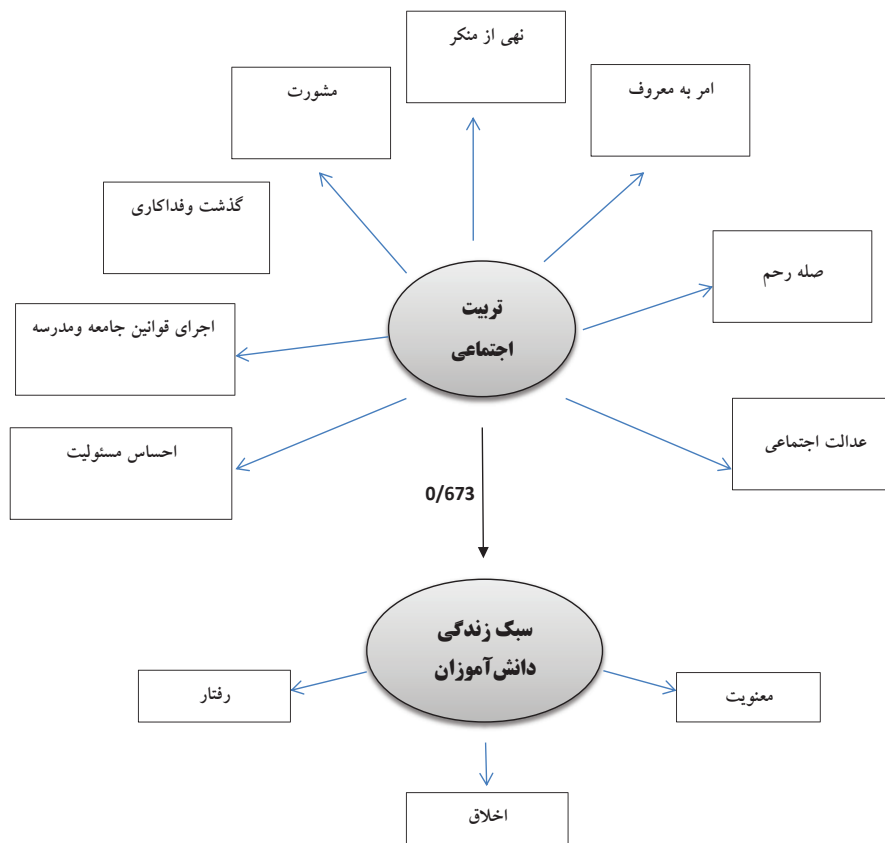 نهی از منکر
امر به معروف
مشورت
گذشت وفداکاری
صله رحم
تربیت
اجتماعی
اجرای قوانین جامعه ومدرسه
عدالت اجتماعی
احساس مسئولیت
0/673
سبک زندگی
دانش‌آموزان
رفتار
معنویت
اخلاق